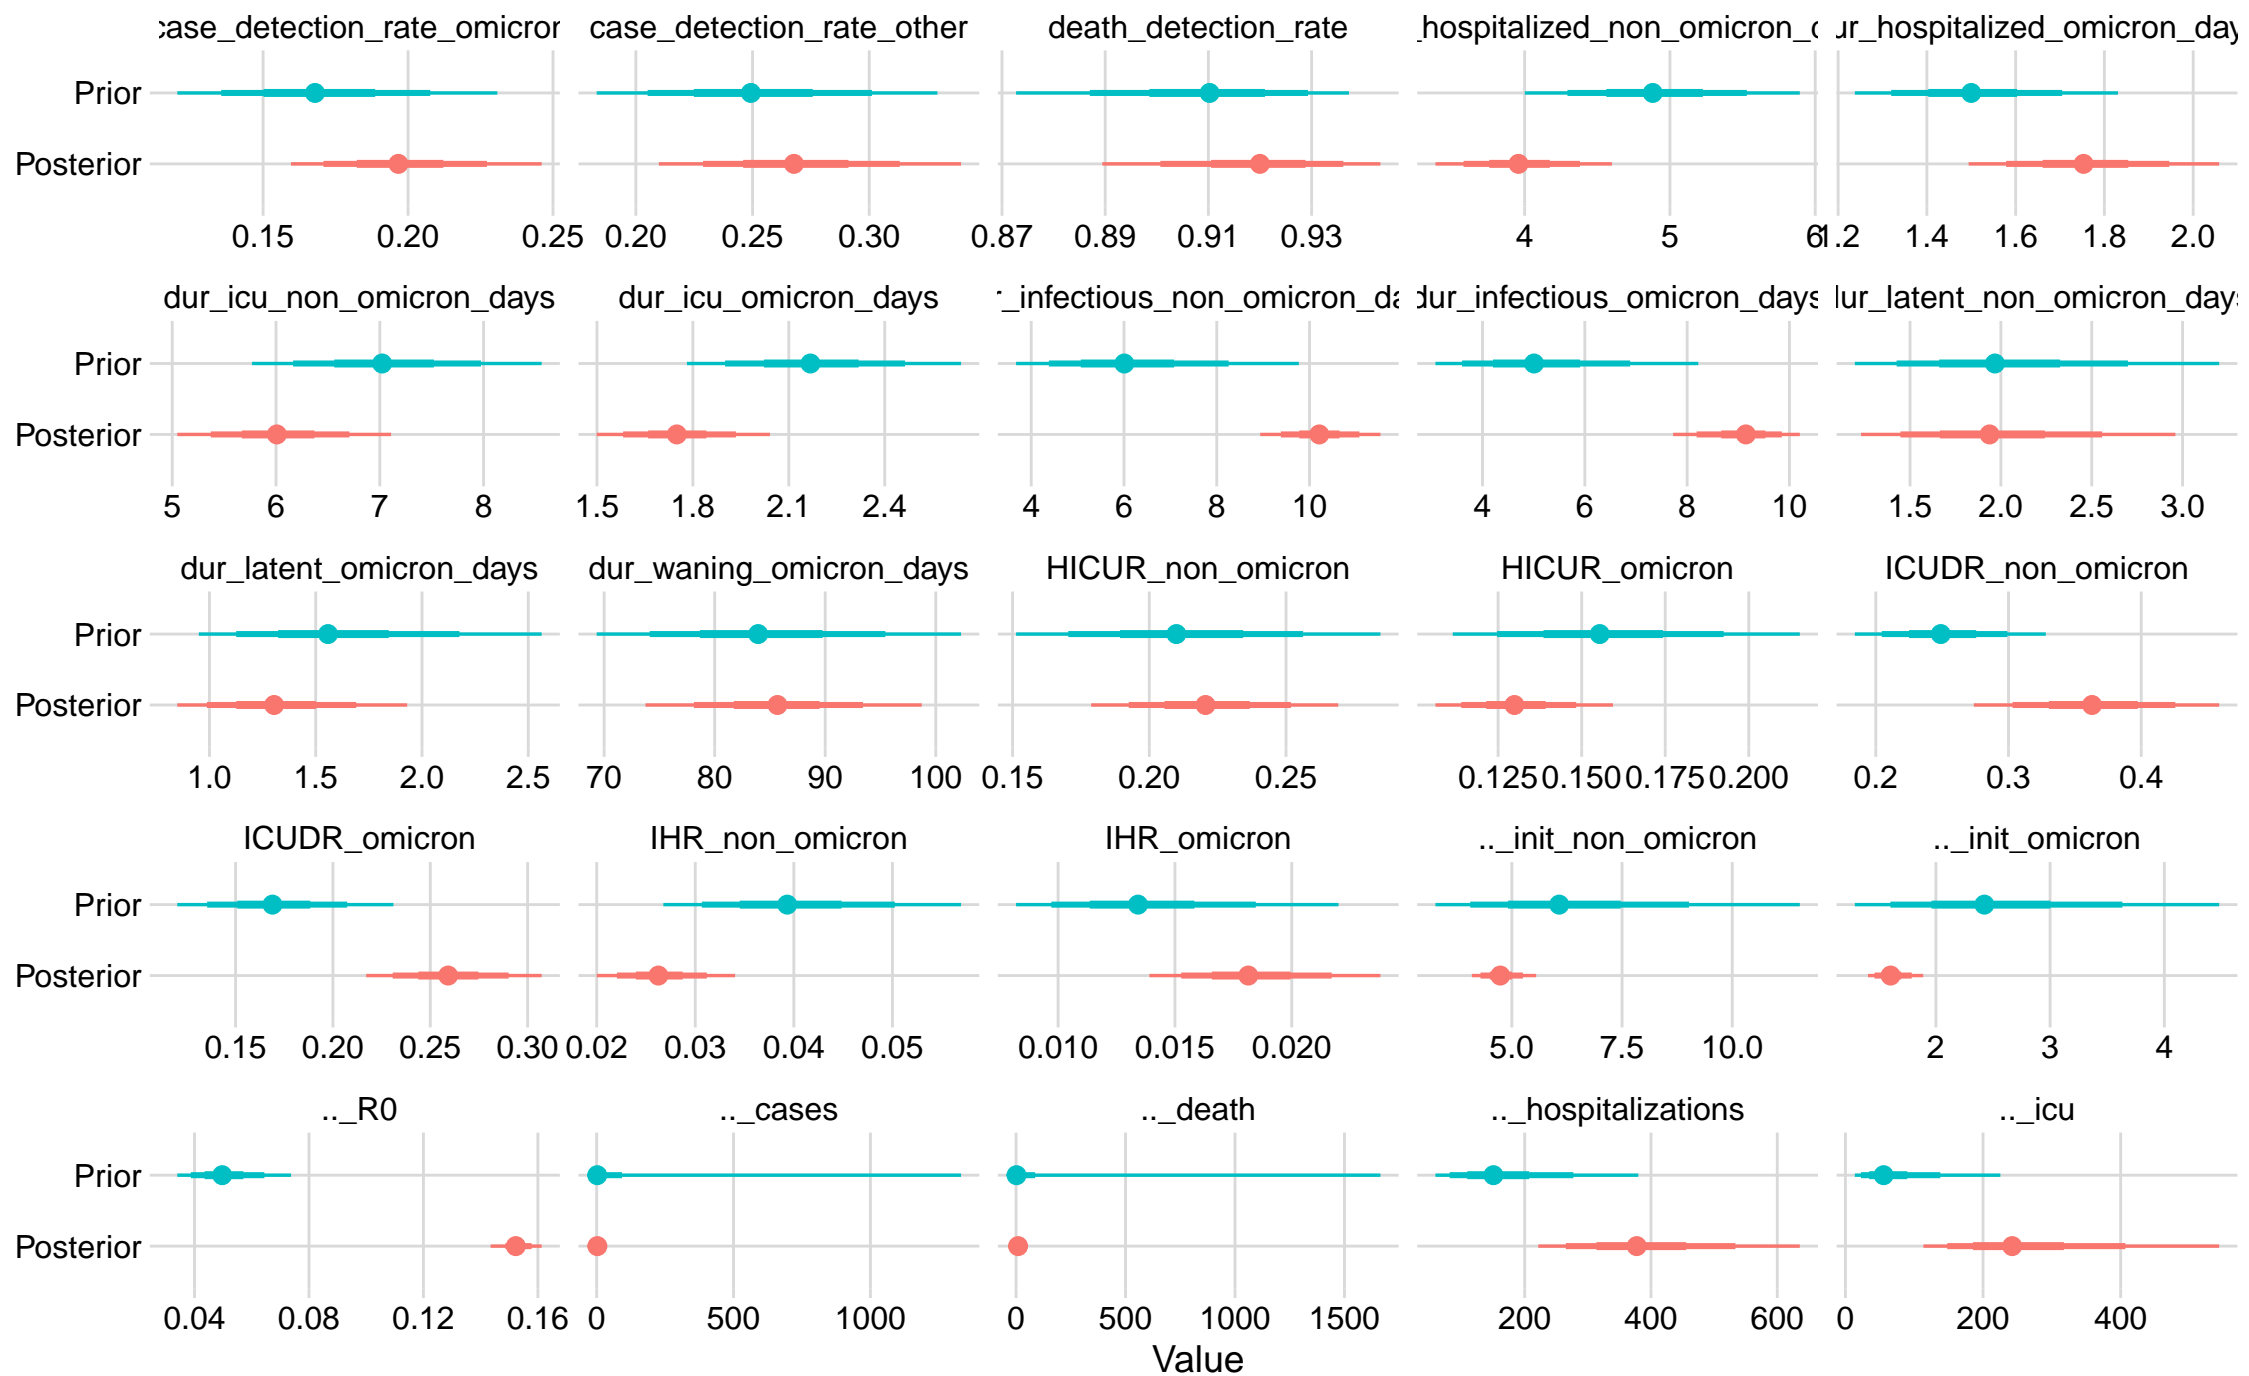 case_detection_rate_omicron case_detection_rate_other death_detection_rate _hospitalized_non_omicron_ ur_hospitalized_omicron_day
Prior
Posterior
0.15 0.20 0.25 0.20 0.25 0.30 0.87 0.89 0.91 0.93 4 5 6 1.2 1.4 1.6 1.8 2.0
dur_icu_non_omicron_days dur_icu_omicron_days r_infectious_non_omicron_da dur_infectious_omicron_days dur_latent_non_omicron_days
Prior
Posterior
5 6 7 8 1.5 1.8 2.1 2.4 4 6 8 10 4 6 8 10 1.5 2.0 2.5 3.0
dur_latent_omicron_days dur_waning_omicron_days HICUR_non_omicron HICUR_omicron ICUDR_non_omicron
Prior
Posterior
1.0 1.5 2.0 2.5 70 80 90 100 0.15 0.20 0.25 0.125 0.150 0.175 0.200 0.2 0.3 0.4
ICUDR_omicron IHR_non_omicron IHR_omicron .._init_non_omicron .._init_omicron
Prior
Posterior
0.15 0.20 0.25 0.30 0.02 0.03 0.04 0.05 0.010 0.015 0.020 5.0 7.5 10.0 2 3 4
.._R0 .._cases .._death .._hospitalizations .._icu
Prior
Posterior
0.04 0.08 0.12 0.16 0 500 1000 0 500 1000 1500 200 400 600 0 200 400
Value